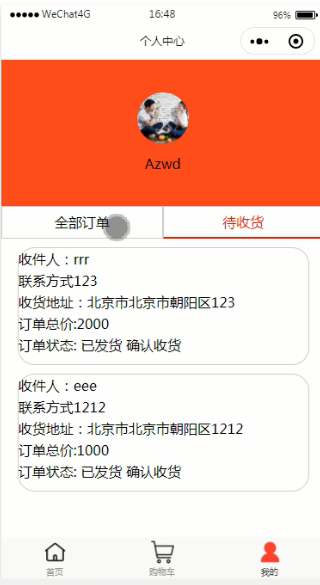 ●●●●● WeChat4G 16:48 96%
个人中心
Azwd
全部订单 待收货
收件人：rrr
联系方式123
收货地址：北京市北京市朝阳区123
订单总价:2000
订单状态: 已发货 确认收货
收件人：eee
联系方式1212
收货地址：北京市北京市朝阳区1212
订单总价:1000
订单状态: 已发货 确认收货
首页 购物车 我的